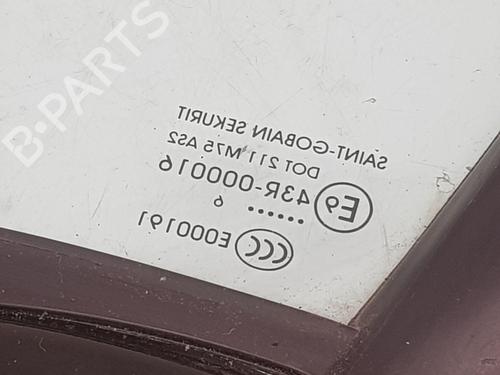 SAINT-GOBAIN SEKURIT
DOT 211 M75 AS2
E9 43R-000016
...... 6
CCC E000191
B-PARTS